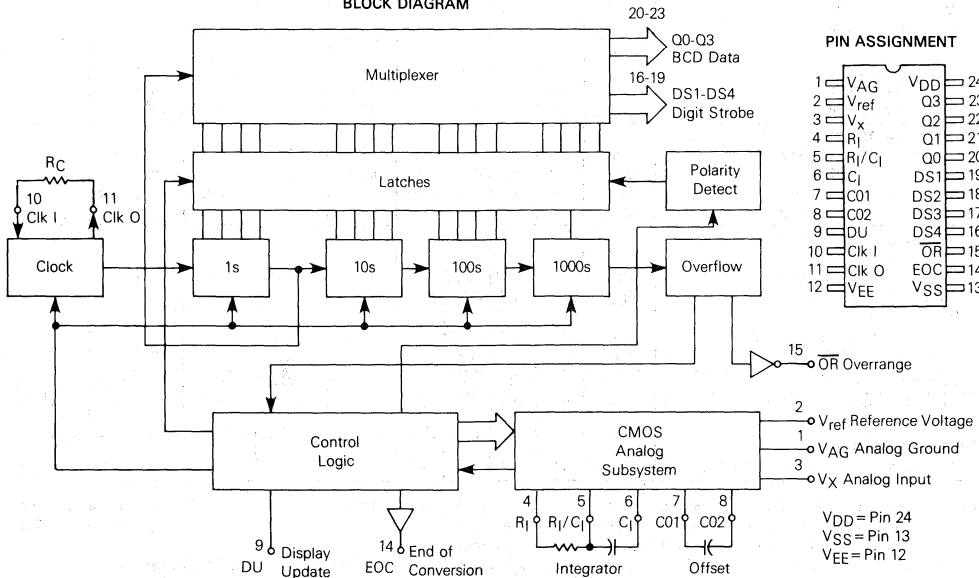 BLOCK DIAGRAM
20-23
Q0-Q3
BCD Data
Multiplexer
16-19
DS1-DS4
Digit Strobe
RC
10
Clk I
11
Clk O
Latches
Polarity
Detect
Clock
1s
10s
100s
1000s
Overflow
15
OR Overrange
Control
Logic
CMOS
Analog
Subsystem
2
Vref Reference Voltage
1
VAG Analog Ground
3
VX Analog Input
4
RI
5
RI/CI
6
CI
7
C01
8
C02
Integrator
Offset
9
DU
Display
Update
14
EOC
End of
Conversion
VDD = Pin 24
VSS = Pin 13
VEE = Pin 12
PIN ASSIGNMENT
1 VAG VDD 24
2 Vref Q3 23
3 Vx Q2 22
4 RI Q1 21
5 RI/CI Q0 20
6 CI DS1 19
7 C01 DS2 18
8 C02 DS3 17
9 DU DS4 16
10 Clk I OR 15
11 Clk O EOC 14
12 VEE VSS 13